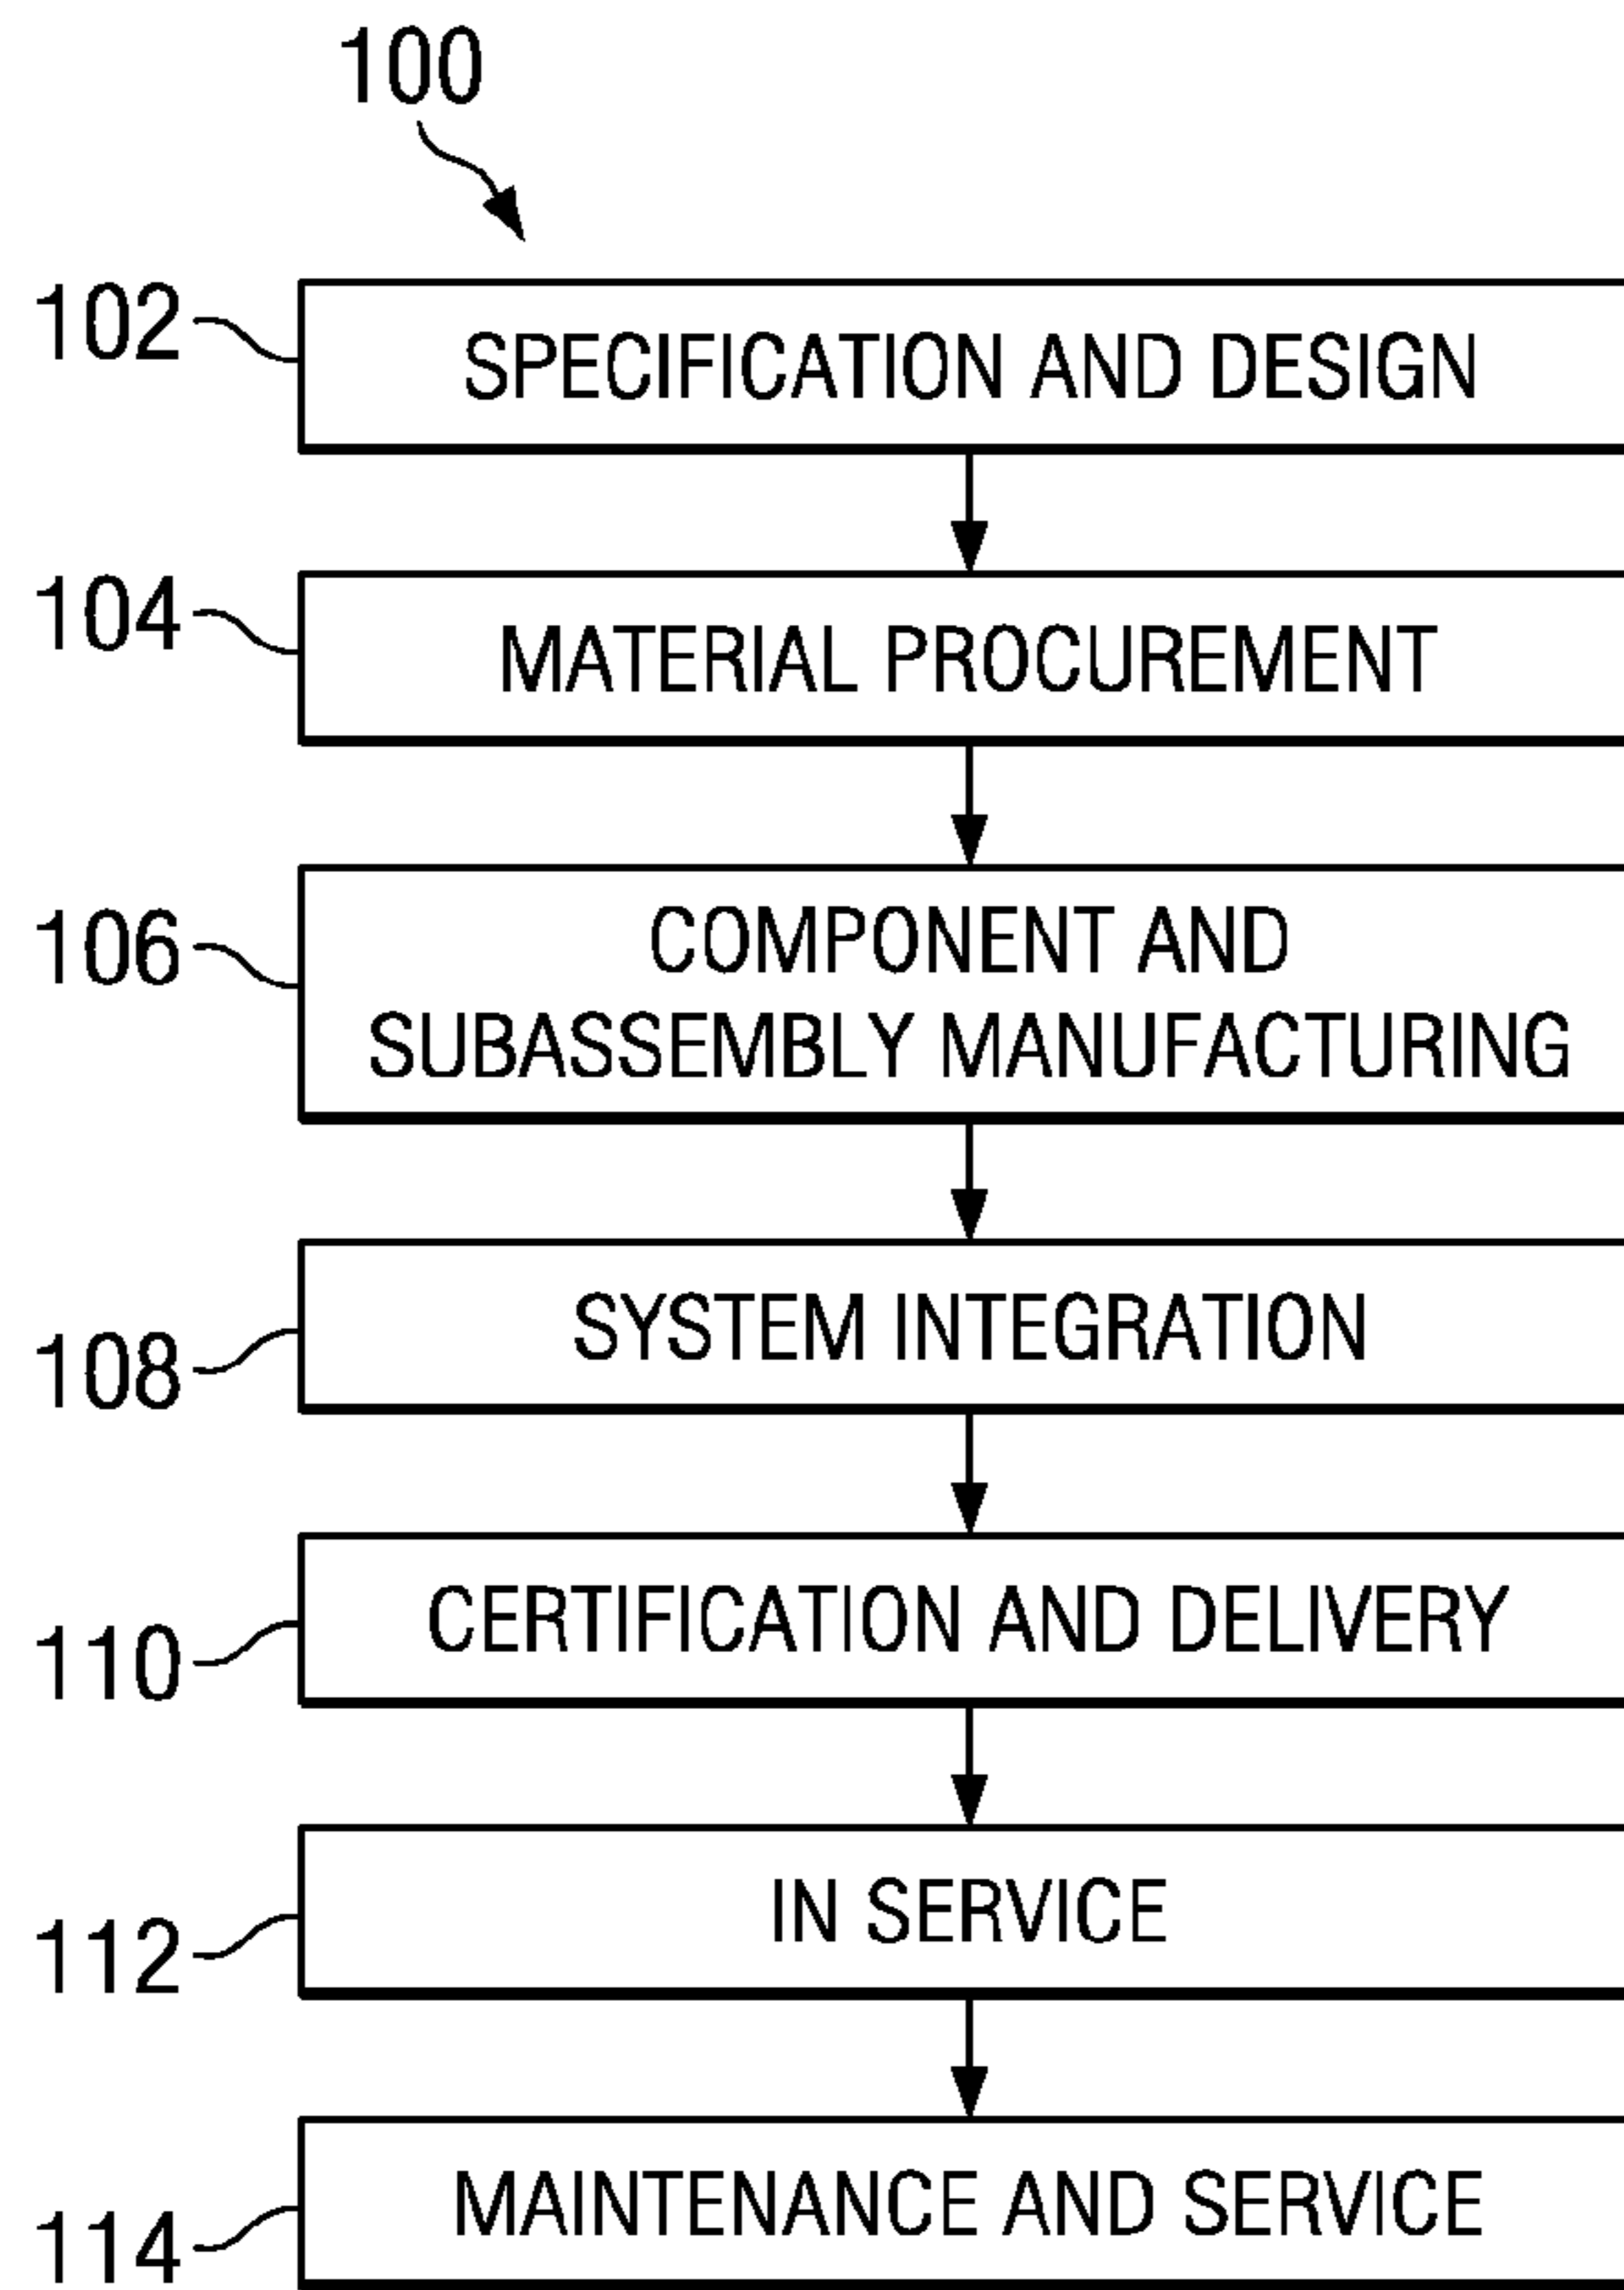 100
102
SPECIFICATION AND DESIGN
104
MATERIAL PROCUREMENT
106
COMPONENT AND
SUBASSEMBLY MANUFACTURING
108
SYSTEM INTEGRATION
110
CERTIFICATION AND DELIVERY
112
IN SERVICE
114
MAINTENANCE AND SERVICE